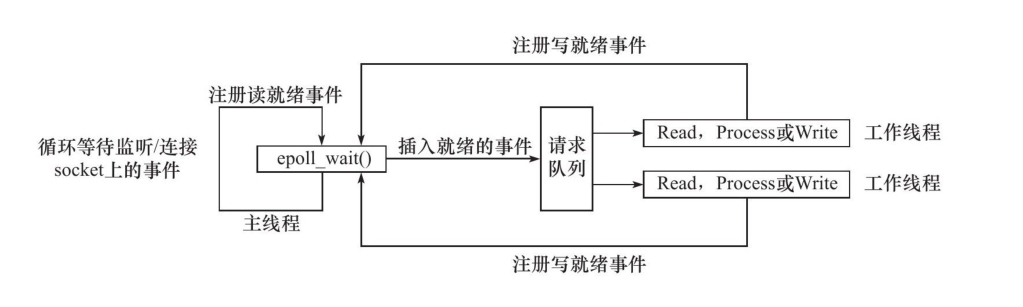 注册写就绪事件
注册读就绪事件
循环等待监听/连接
socket上的事件
epoll_wait()
插入就绪的事件
请求
队列
Read，Process或Write
工作线程
Read，Process或Write
工作线程
主线程
注册写就绪事件